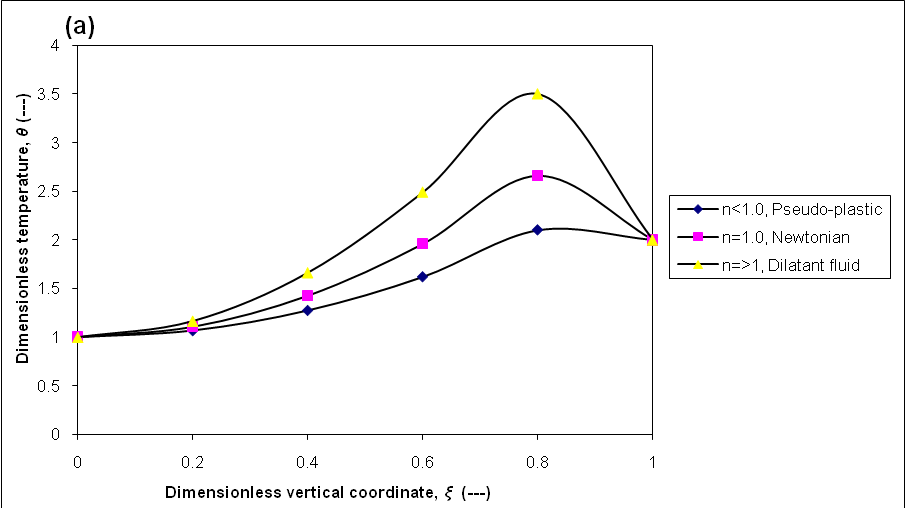 (a)
Dimensionless temperature, θ (---)
4
3.5
3
2.5
2
1.5
1
0.5
0
0 0.2 0.4 0.6 0.8 1
Dimensionless vertical coordinate, ξ (---)
n<1.0, Pseudo-plastic
n=1.0, Newtonian
n=>1, Dilatant fluid